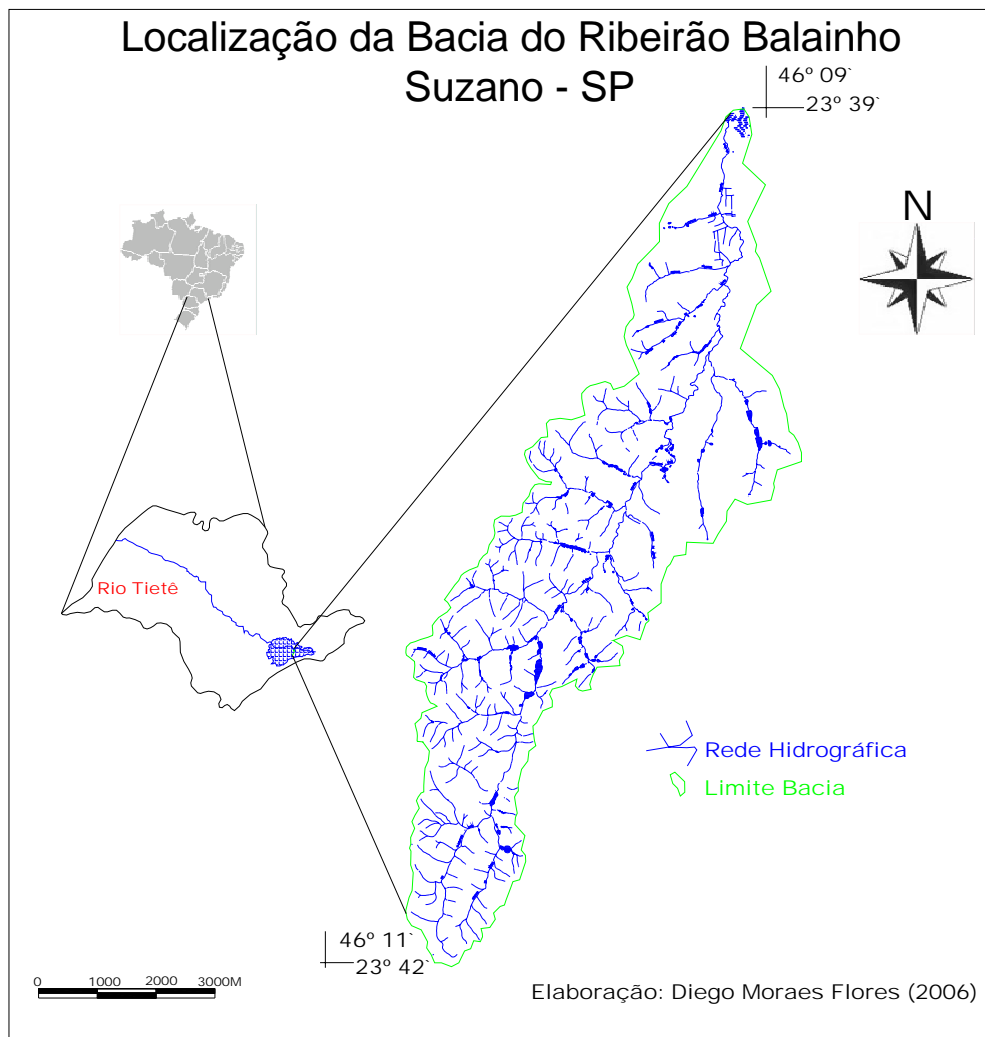 Localização da Bacia do Ribeirão Balainho
Suzano - SP
46º 09`
23º 39`
N
Rio Tietê
Rede Hidrográfica
Limite Bacia
46º 11`
23º 42`
0 1000 2000 3000M
Elaboração: Diego Moraes Flores (2006)